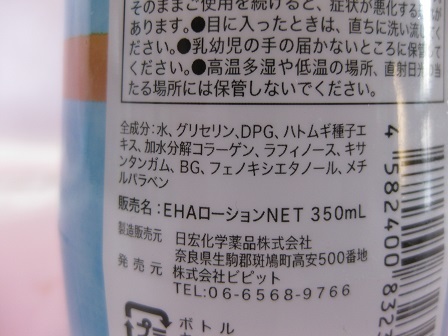 そのままご使用を続けると、症状が悪化する
あります。●目に入ったときは、直ちに洗い流して
ださい。●乳幼児の手の届かないところに保管し
ください。●高温多湿や低温の場所、直射日光の当
たる場所には保管しないでください。
全成分：水、グリセリン、DPG、ハトムギ種子エ
キス、加水分解コラーゲン、ラフィノース、キサ
ンタンガム、BG、フェノキシエタノール、メチ
ルパラベン
販売名：EHAローションNET 350mL
製造販売元 日宏化学薬品株式会社
奈良県生駒郡斑鳩町高安500番地
発売元 株式会社ビピット
TEL:06-6568-9766
ボトル
4 582400 832